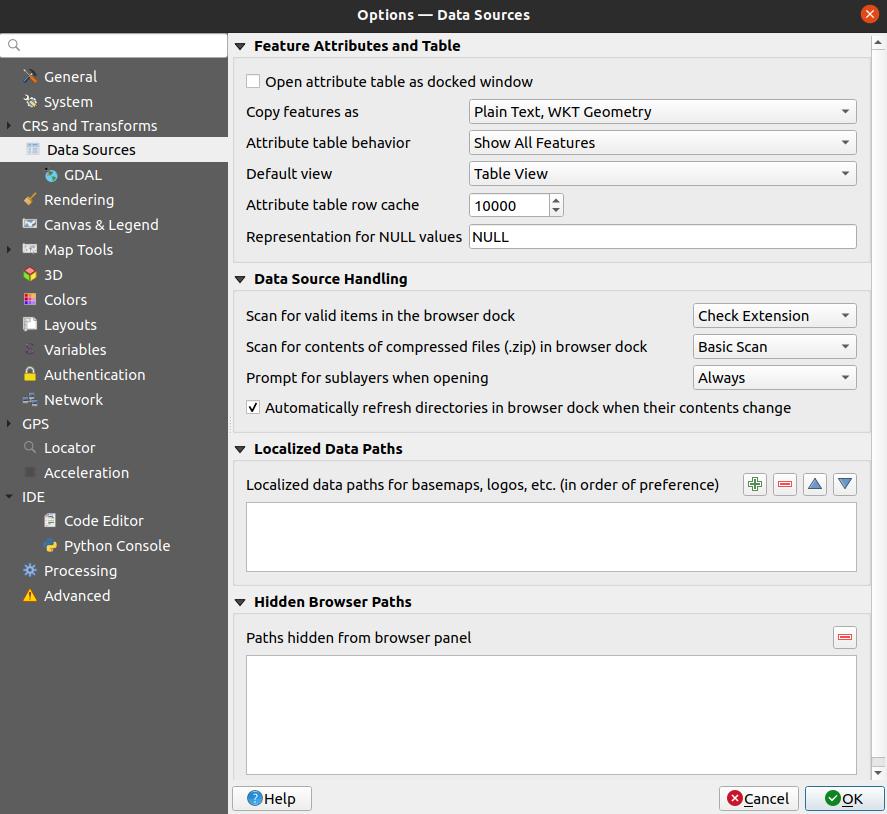 Options — Data Sources
General
System
CRS and Transforms
Data Sources
GDAL
Rendering
Canvas & Legend
Map Tools
3D
Colors
Layouts
Variables
Authentication
Network
GPS
Locator
Acceleration
IDE
Code Editor
Python Console
Processing
Advanced
Feature Attributes and Table
Open attribute table as docked window
Copy features as Plain Text, WKT Geometry
Attribute table behavior Show All Features
Default view Table View
Attribute table row cache 10000
Representation for NULL values NULL
Data Source Handling
Scan for valid items in the browser dock Check Extension
Scan for contents of compressed files (.zip) in browser dock Basic Scan
Prompt for sublayers when opening Always
Automatically refresh directories in browser dock when their contents change
Localized Data Paths
Localized data paths for basemaps, logos, etc. (in order of preference)
Hidden Browser Paths
Paths hidden from browser panel
Help Cancel OK